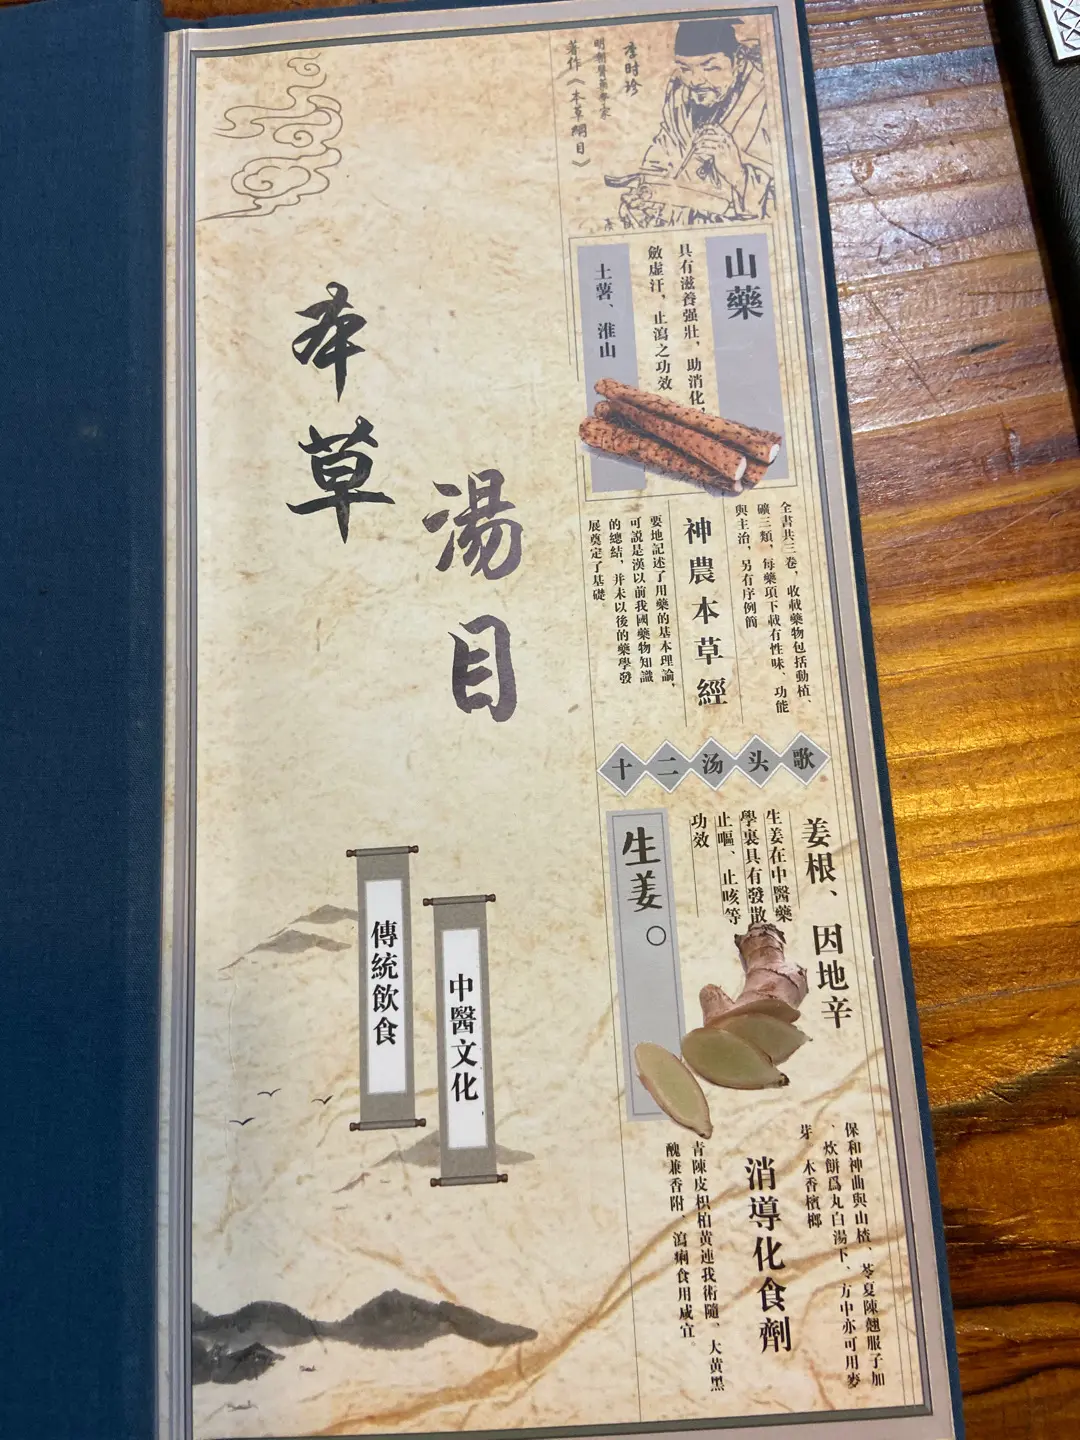 本草
湯目
傳統飲食
中醫文化
李时珍
明朝醫藥學家
著作《本草綱目》
山藥
具有滋養强壯，助消化，
斂虛汗，止瀉之功效
土薯、淮山
全書共三卷，收載藥物包括動植、
礦三類，每藥項下載有性味、功能
與主治，另有序例簡
神農本草經
要地記述了用藥的基本理論，
可說是漢以前我國藥物知識
的總結，并未以後的藥學發
展奠定了基礎。
十二汤头歌
姜根、因地辛
生姜在中醫藥
學裏具有發散
止嘔、止咳等
功效
生姜。
保和神曲與山楂、苓夏陳翹服子加
、炊餅爲丸白湯下、方中亦可用麥
芽。木香檳榔
消導化食劑
青陳皮枳柏黄連我術隨、大黄黑
醜兼香附、瀉痢食用咸宜。